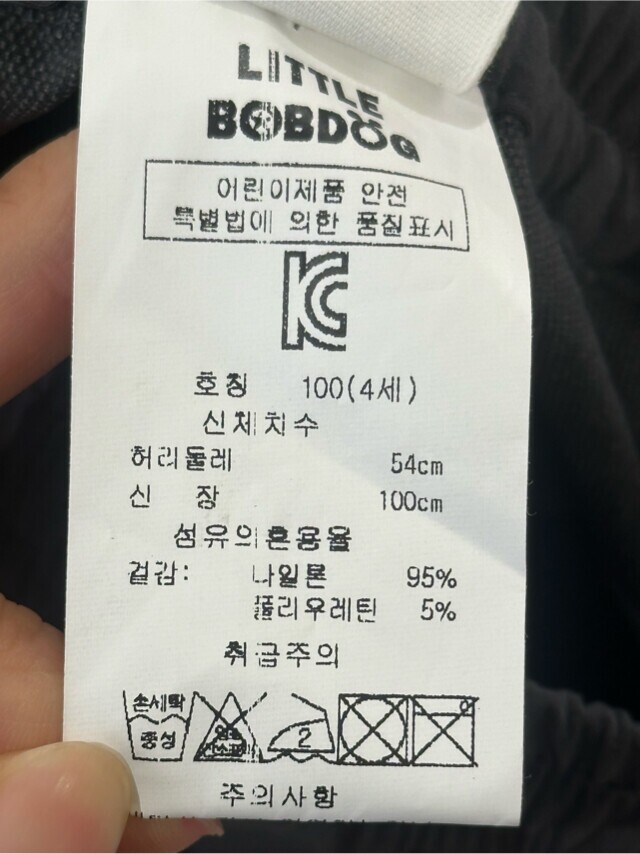 LITTLE
BOBDOG
어린이제품 안전
특별법에 의한 품질표시
KC
호칭 100(4세)
신체치수
허리둘레 54cm
신 장 100cm
섬유의혼용율
겉감: 나일론 95%
폴리우레탄 5%
취급주의
손세탁
중성
2
주의사항